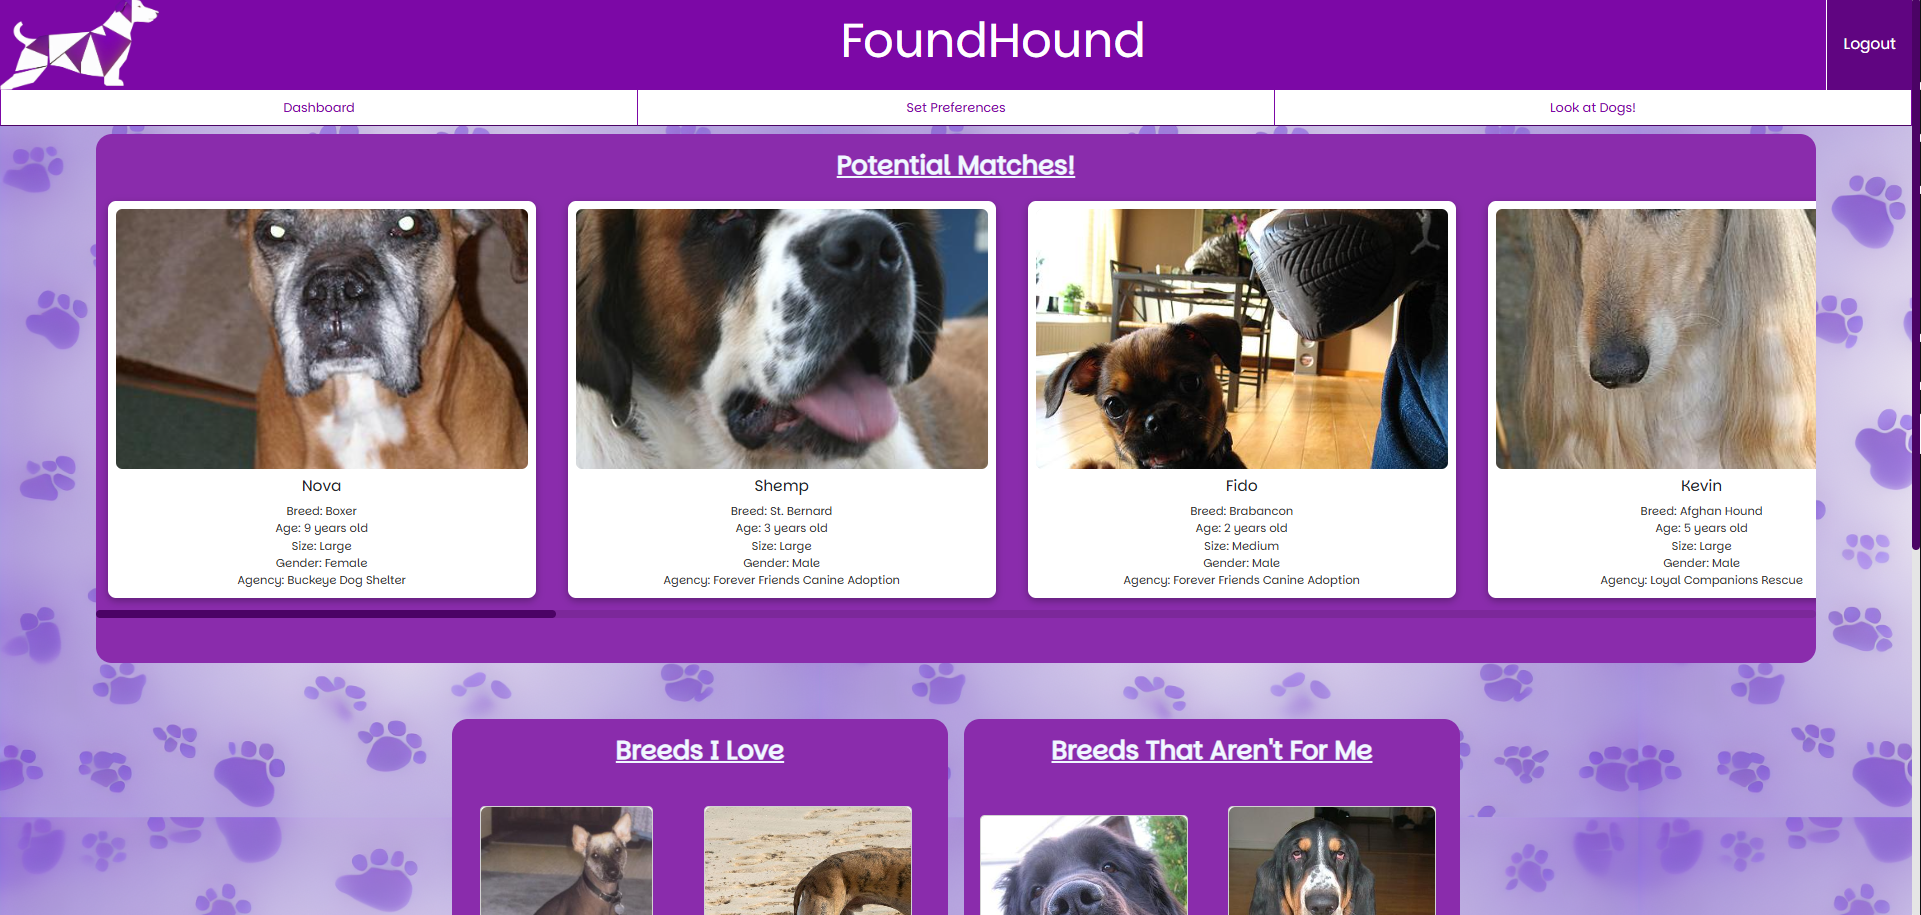 FoundHound
Logout
Dashboard
Set Preferences
Look at Dogs!
Potential Matches!
Nova
Breed: Boxer
Age: 9 years old
Size: Large
Gender: Female
Agency: Buckeye Dog Shelter
Shemp
Breed: St. Bernard
Age: 3 years old
Size: Large
Gender: Male
Agency: Forever Friends Canine Adoption
Fido
Breed: Brabancon
Age: 2 years old
Size: Medium
Gender: Male
Agency: Forever Friends Canine Adoption
Kevin
Breed: Afghan Hound
Age: 5 years old
Size: Large
Gender: Male
Agency: Loyal Companions Rescue
Breeds I Love
Breeds That Aren't For Me